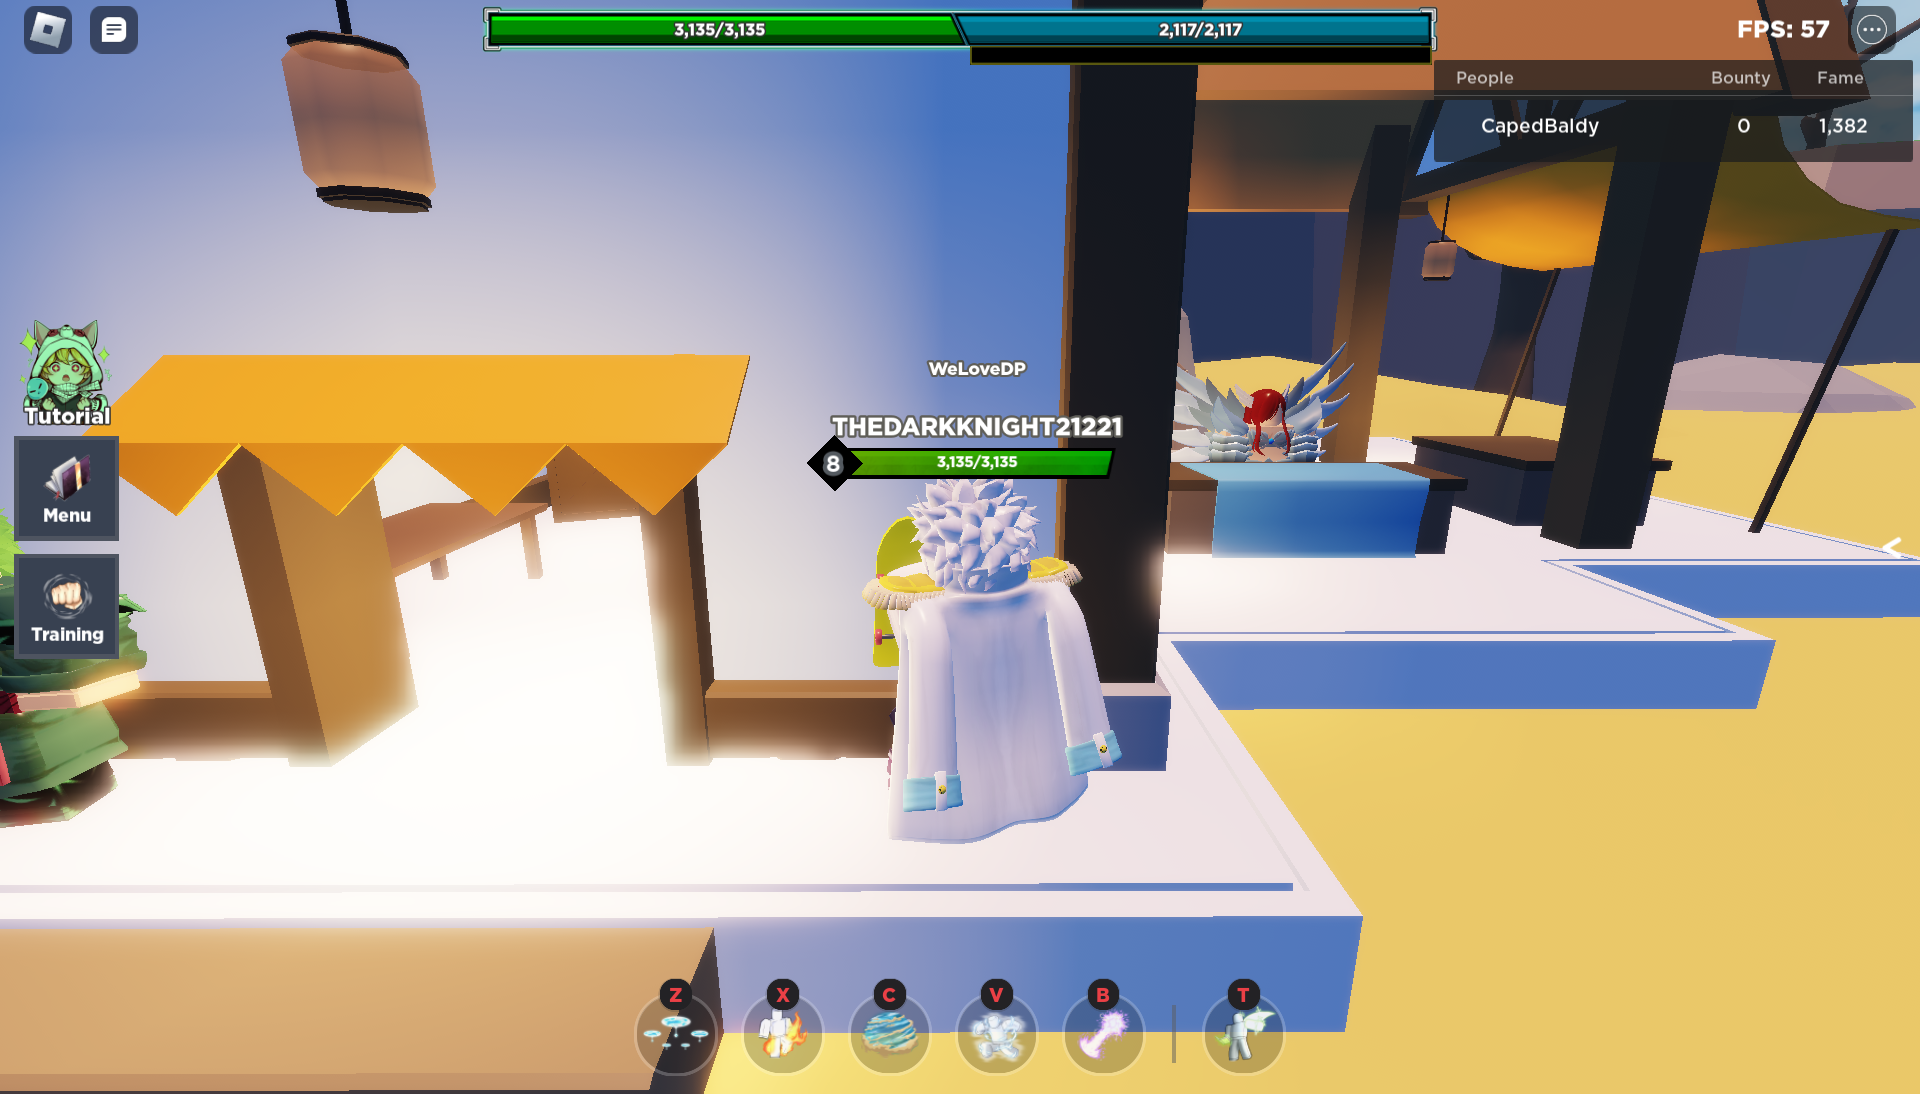 3,135/3,135
2,117/2,117
FPS: 57
People Bounty Fame
CapedBaldy 0 1,382
WeLoveDP
THEDARKKNIGHT21221
8 3,135/3,135
Tutorial
Menu
Training
Z X C V B T